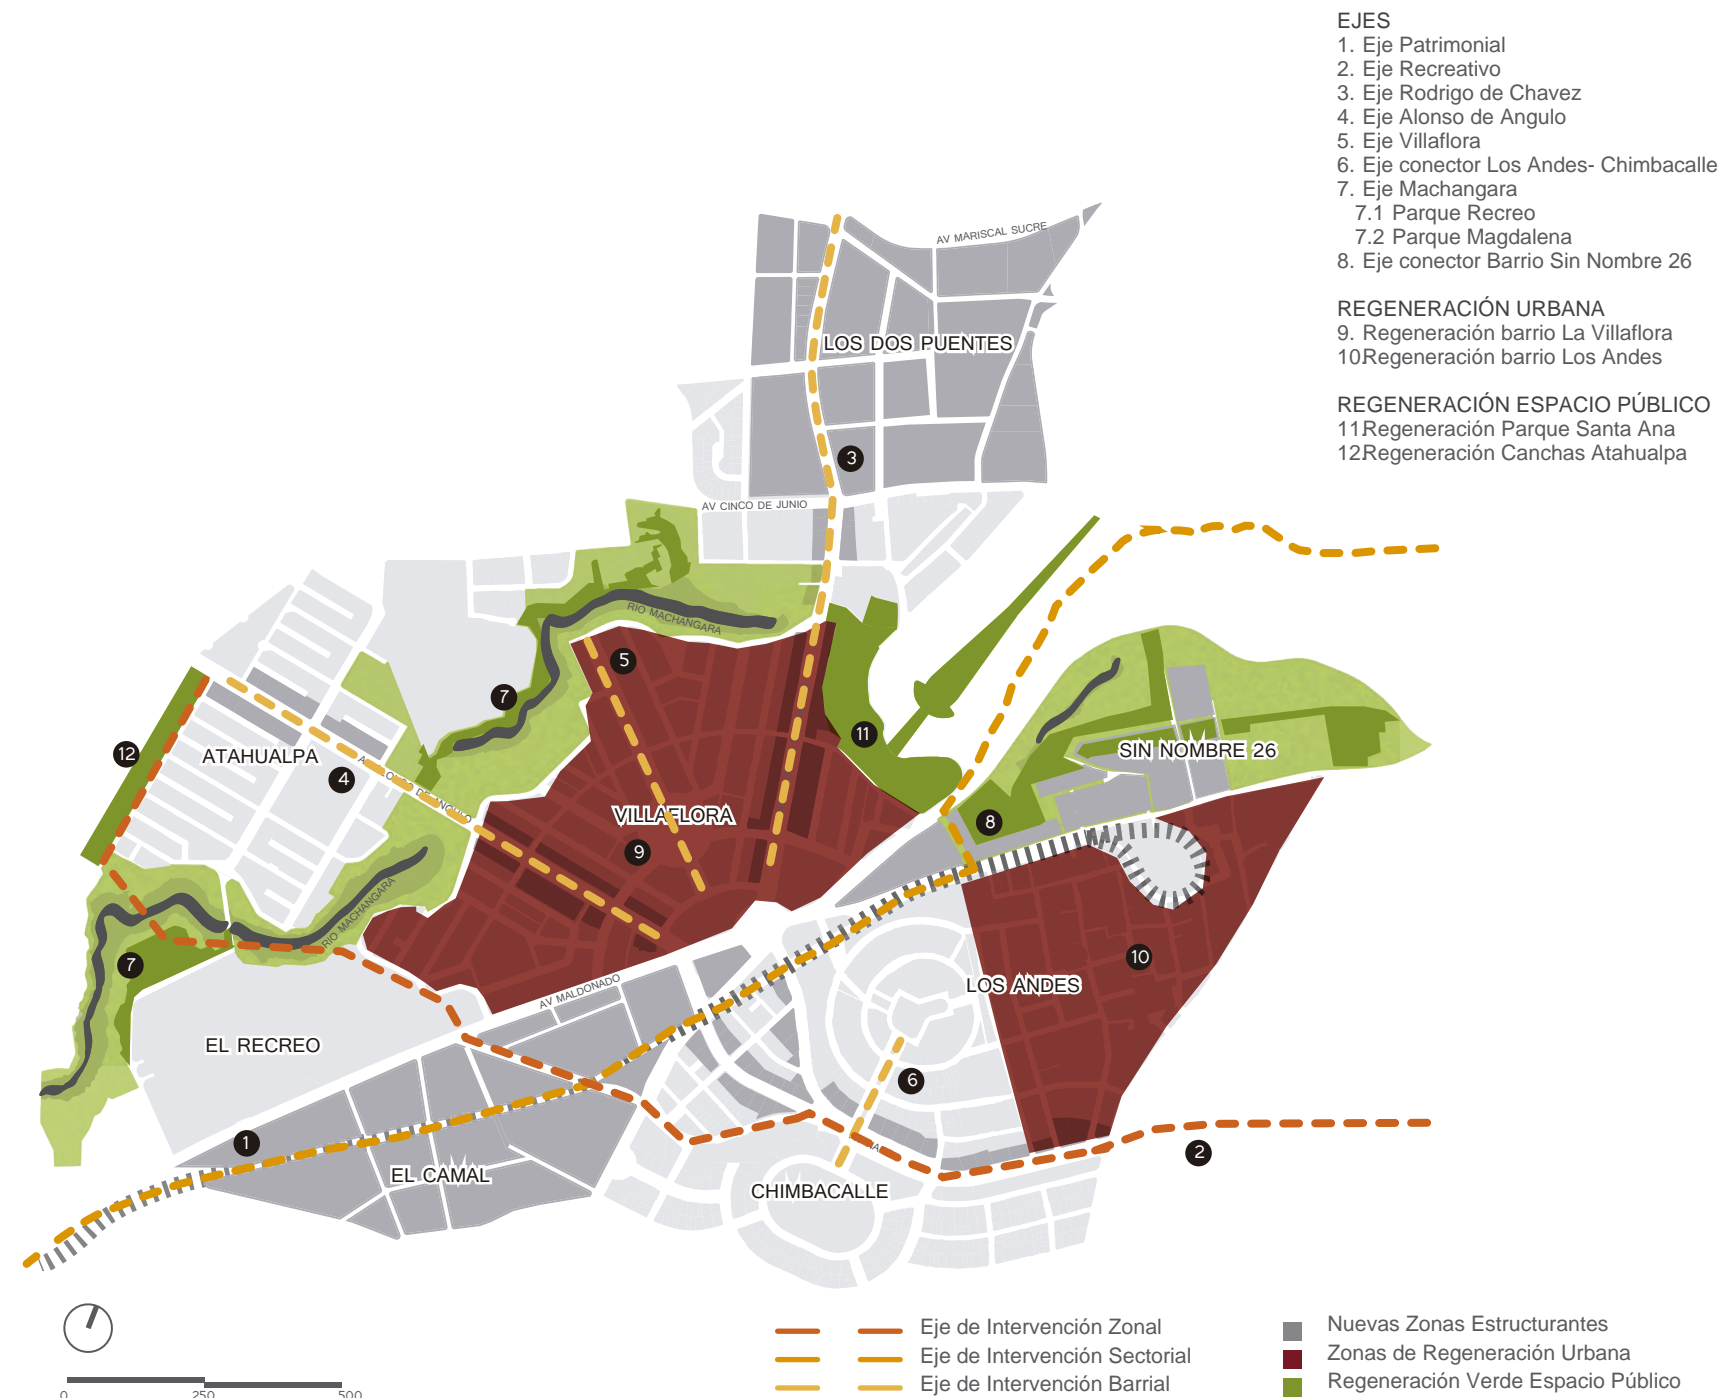 EJES
1. Eje Patrimonial
2. Eje Recreativo
3. Eje Rodrigo de Chavez
4. Eje Alonso de Angulo
5. Eje Villaflora
6. Eje conector Los Andes- Chimbacalle
7. Eje Machangara
7.1 Parque Recreo
7.2 Parque Magdalena
8. Eje conector Barrio Sin Nombre 26
REGENERACIÓN URBANA
9. Regeneración barrio La Villaflora
10Regeneración barrio Los Andes
REGENERACIÓN ESPACIO PÚBLICO
11Regeneración Parque Santa Ana
12Regeneración Canchas Atahualpa
AV MARISCAL SUCRE
LOS DOS PUENTES
3
AV CINCO DE JUNIO
RIO MACHANGARA
5
7
11
12
ATAHUALPA
4
SIN NOMBRE 26
VILLAFLORA
8
9
RIO MACHANGARA
7
10
LOS ANDES
AV MALDONADO
EL RECREO
6
1
2
EL CAMAL
CHIMBACALLE
0 250 500
Eje de Intervención Zonal
Eje de Intervención Sectorial
Eje de Intervención Barrial
Nuevas Zonas Estructurantes
Zonas de Regeneración Urbana
Regeneración Verde Espacio Público